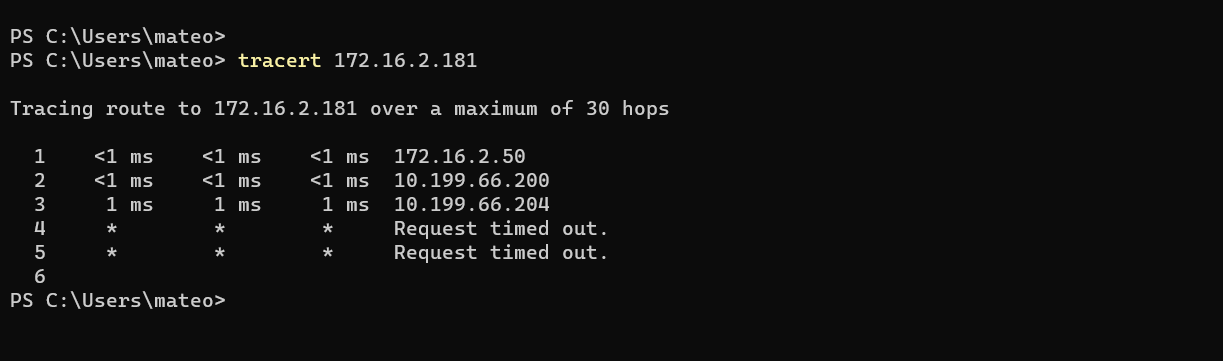 PS C:\Users\mateo>
PS C:\Users\mateo> tracert 172.16.2.181
Tracing route to 172.16.2.181 over a maximum of 30 hops
1 <1 ms <1 ms <1 ms 172.16.2.50
2 <1 ms <1 ms <1 ms 10.199.66.200
3 1 ms 1 ms 1 ms 10.199.66.204
4 * * * Request timed out.
5 * * * Request timed out.
6
PS C:\Users\mateo>